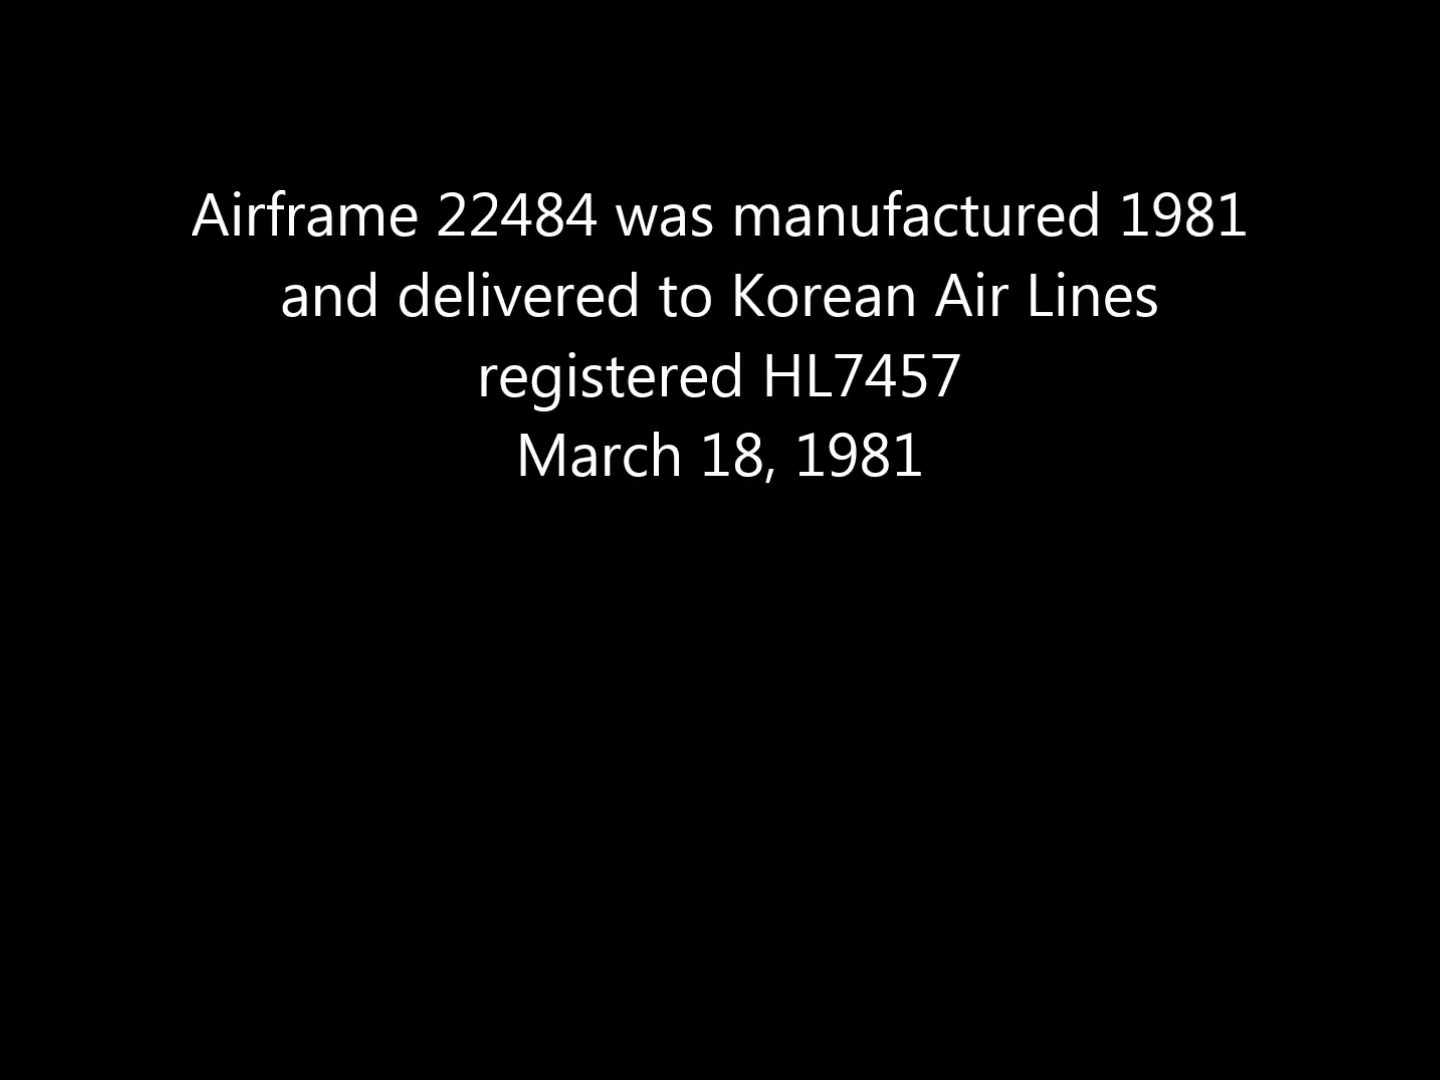 Airframe 22484 was manufactured 1981
and delivered to Korean Air Lines
registered HL7457
March 18, 1981